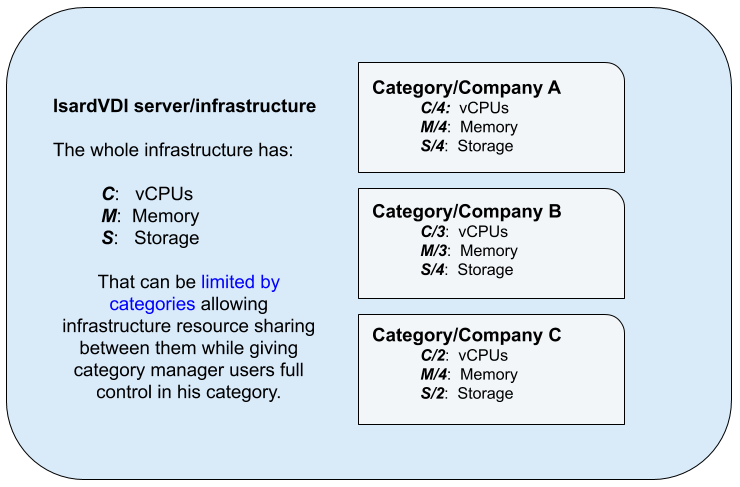 IsardVDI server/infrastructure
The whole infrastructure has:
C: vCPUs
M: Memory
S: Storage
That can be limited by
categories allowing
infrastructure resource sharing
between them while giving
category manager users full
control in his category.
Category/Company A
C/4: vCPUs
M/4: Memory
S/4: Storage
Category/Company B
C/3: vCPUs
M/3: Memory
S/4: Storage
Category/Company C
C/2: vCPUs
M/4: Memory
S/2: Storage